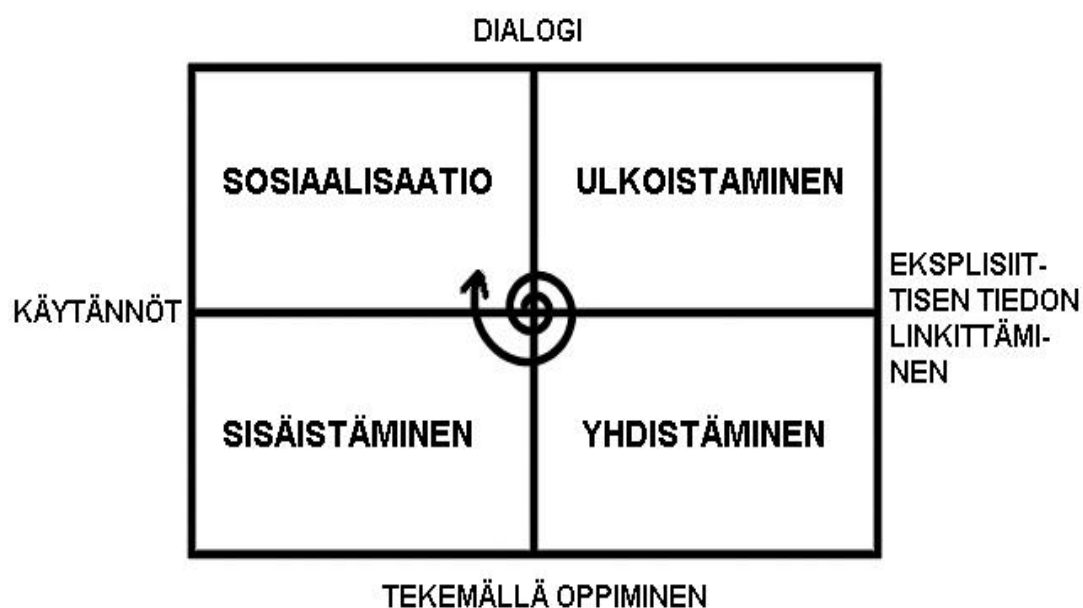 DIALOGI
SOSIAALISAATIO
ULKOISTAMINEN
KÄYTÄNNÖT
EKSPLISIIT-
TISEN TIEDON
LINKITTÄMI-
NEN
SISÄISTÄMINEN
YHDISTÄMINEN
TEKEMÄLLÄ OPPIMINEN